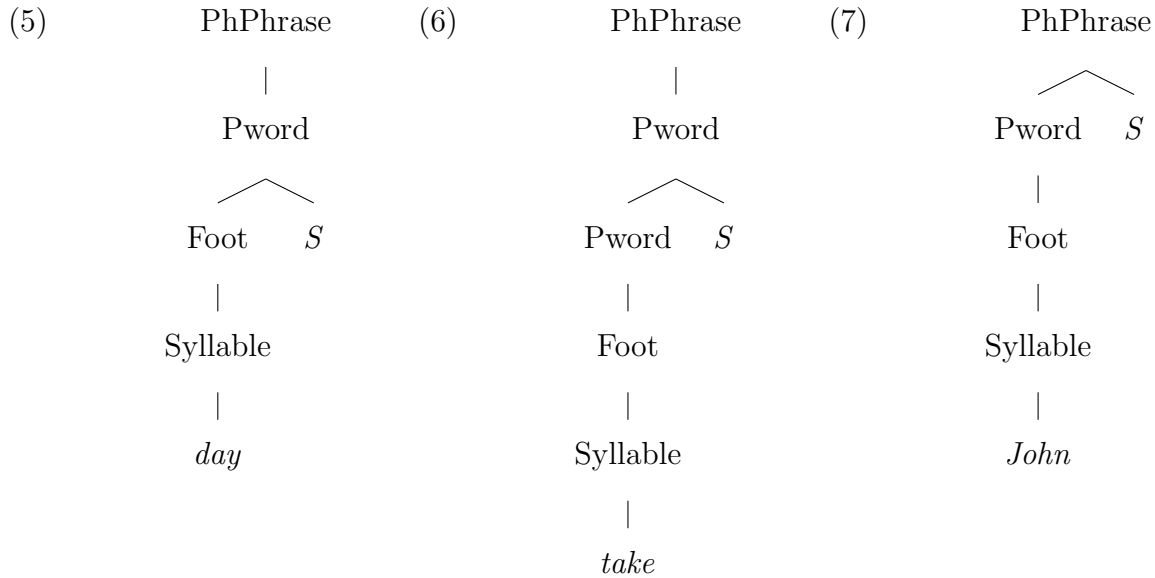 (5) PhPhrase (6) PhPhrase (7) PhPhrase
Pword Pword Pword S
Foot S Pword S Foot
Syllable Foot Syllable
day Syllable John
take